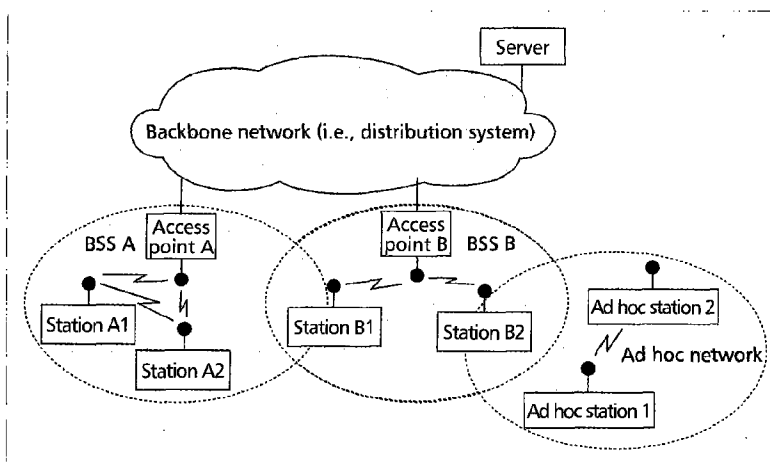 Server
Backbone network (i.e., distribution system)
Access
point A
BSS A
Access
point B
BSS B
Station A1
Station A2
Station B1
Station B2
Ad hoc station 2
Ad hoc network
Ad hoc station 1